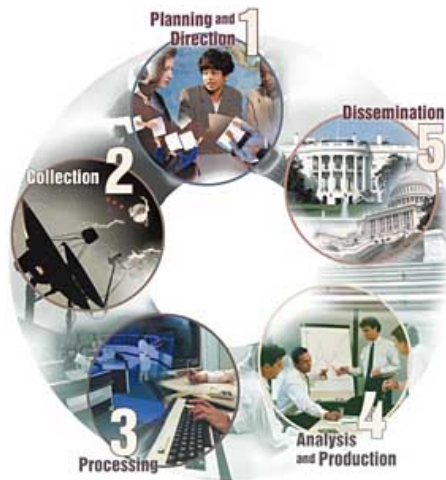 Planning and
Direction
1
Collection
2
3
Processing
4
Analysis
and Production
Dissemination
5